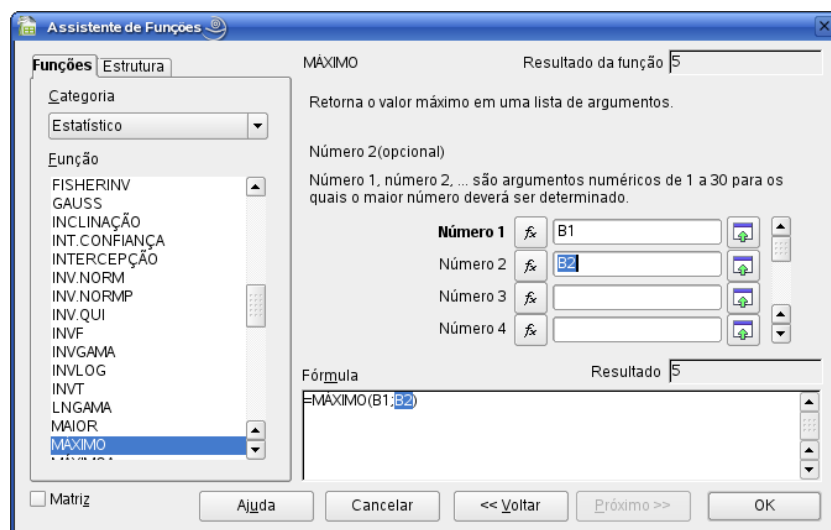 Assistente de Funções
Funções
Estrutura
Categoria
Estatístico
Função
FISHERINV
GAUSS
INCLINAÇÃO
INT.CONFIANÇA
INTERCEPÇÃO
INV.NORM
INV.NORMP
INV.QUI
INVF
INVGAMA
INVLOG
INVT
LNGAMA
MAIOR
MÁXIMO
MÁXIMO
Resultado da função 5
Retorna o valor máximo em uma lista de argumentos.
Número 2(opcional)
Número 1, número 2, ... são argumentos numéricos de 1 a 30 para os
quais o maior número deverá ser determinado.
Número 1 fx B1
Número 2 fx B2
Número 3 fx
Número 4 fx
Fórmula
Resultado 5
=MÁXIMO(B1;B2)
Matriz
Ajuda
Cancelar
<< Voltar
Próximo >>
OK